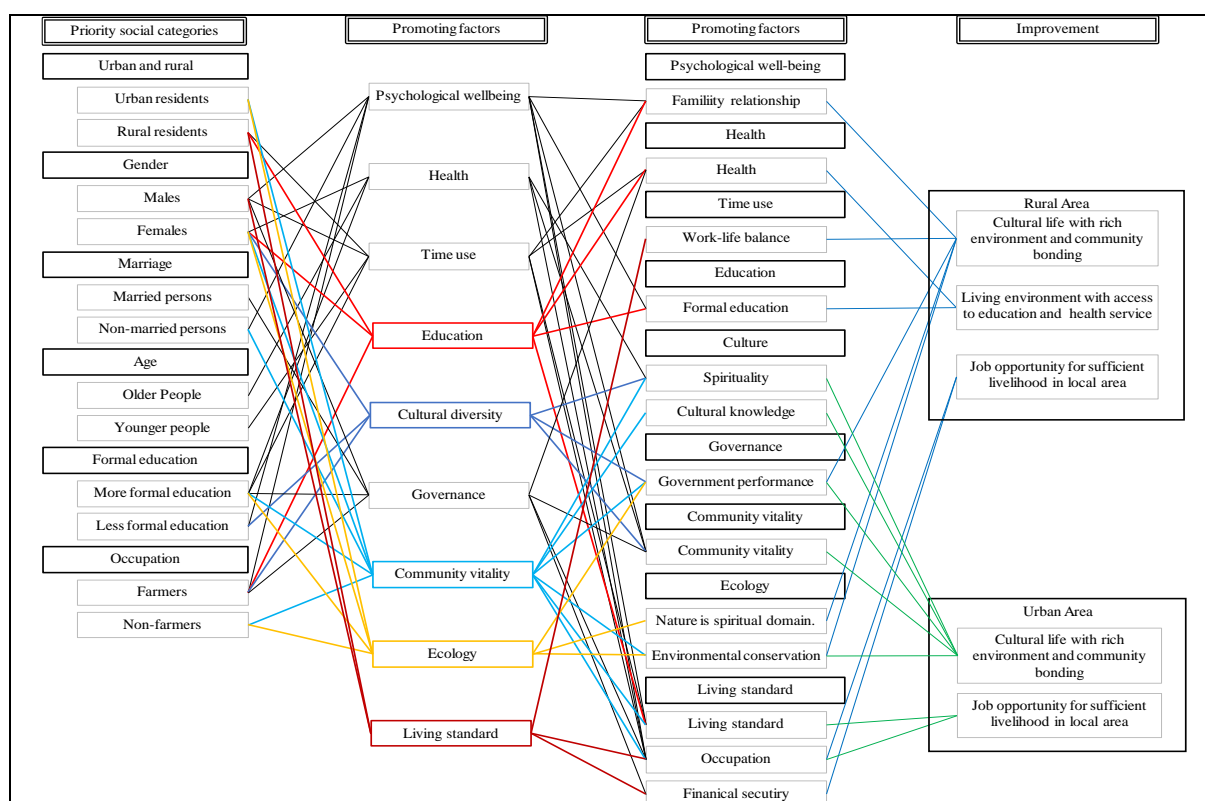 Priority social categories
Urban and rural
Urban residents
Rural residents
Gender
Males
Females
Marriage
Married persons
Non-married persons
Age
Older People
Younger people
Formal education
More formal education
Less formal education
Occupation
Farmers
Non-farmers
Promoting factors
Psychological wellbeing
Health
Time use
Education
Cultural diversity
Governance
Community vitality
Ecology
Living standard
Promoting factors
Psychological well-being
Familiity relationship
Health
Health
Time use
Work-life balance
Education
Formal education
Culture
Spirituality
Cultural knowledge
Governance
Government performance
Community vitality
Community vitality
Ecology
Nature is spiritual domain.
Environmental conservation
Living standard
Living standard
Occupation
Finanical secutiry
Improvement
Rural Area
Cultural life with rich
environment and community
bonding
Living environment with access
to education and health service
Job opportunity for sufficient
livelihood in local area
Urban Area
Cultural life with rich
environment and community
bonding
Job opportunity for sufficient
livelihood in local area